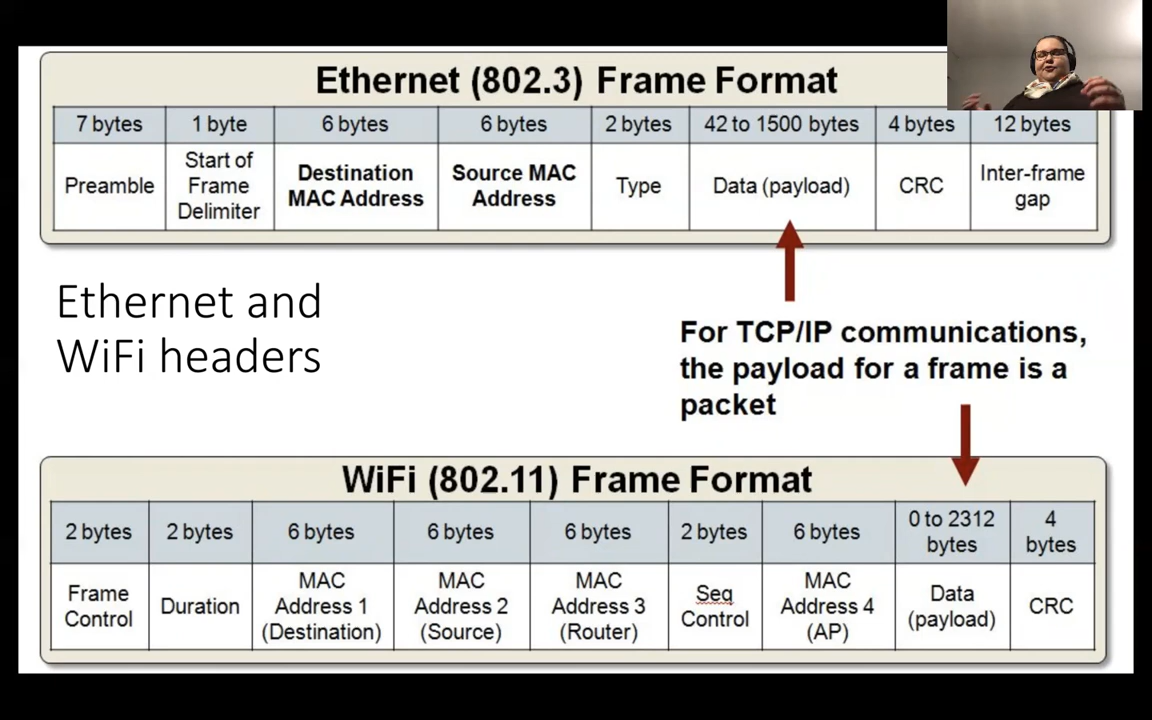 Ethernet (802.3) Frame Format
7 bytes 1 byte 6 bytes 6 bytes 2 bytes 42 to 1500 bytes 4 bytes 12 bytes
Preamble
Start of
Frame
Delimiter
Destination
MAC Address
Source MAC
Address
Type
Data (payload)
CRC
Inter-frame
gap
Ethernet and
WiFi headers
For TCP/IP communications,
the payload for a frame is a
packet
WiFi (802.11) Frame Format
2 bytes 2 bytes 6 bytes 6 bytes 6 bytes 2 bytes 6 bytes
0 to 2312
bytes
4
bytes
Frame
Control
Duration
MAC
Address 1
(Destination)
MAC
Address 2
(Source)
MAC
Address 3
(Router)
Seq
Control
MAC
Address 4
(AP)
Data
(payload)
CRC